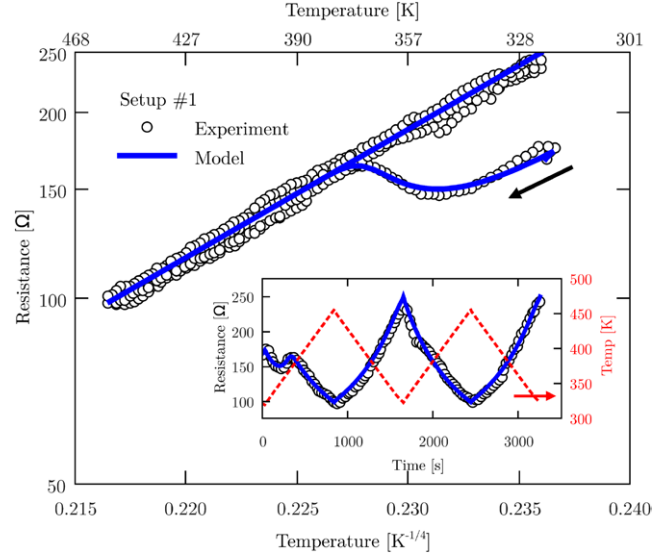 Temperature [K]
468 427 390 357 328 301
250
200
150
100
50
Resistance [Ω]
Setup #1
Experiment
Model
250
200
150
100
Resistance [Ω]
500
450
400
350
300
Temp [K]
0 1000 2000 3000
Time [s]
0.215 0.220 0.225 0.230 0.235 0.240
Temperature [K-1/4]